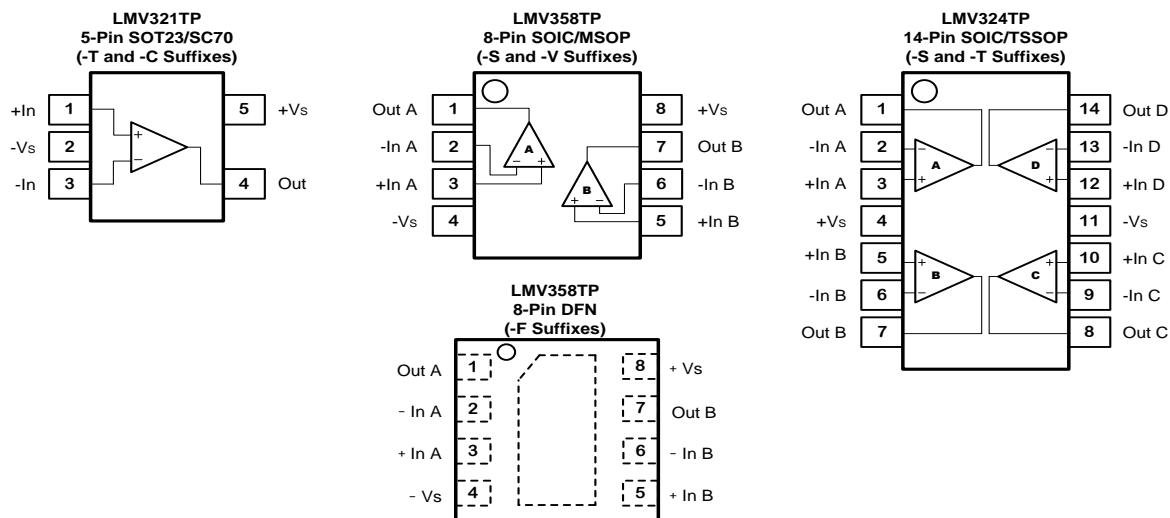 LMV321TP
5-Pin SOT23/SC70
(-T and -C Suffixes)
+In 1 5 +Vs
-Vs 2
-In 3 4 Out
+
−
LMV358TP
8-Pin SOIC/MSOP
(-S and -V Suffixes)
Out A 1 8 +Vs
-In A 2 7 Out B
+In A 3 6 -In B
-Vs 4 5 +In B
A
− +
B
+ −
LMV324TP
14-Pin SOIC/TSSOP
(-S and -T Suffixes)
Out A 1 14 Out D
-In A 2 − − 13 -In D
A D
+In A 3 + + 12 +In D
+Vs 4 11 -Vs
+In B 5 + + 10 +In C
B C
-In B 6 − − 9 -In C
Out B 7 8 Out C
LMV358TP
8-Pin DFN
(-F Suffixes)
Out A 1 8 + Vs
- In A 2 7 Out B
+ In A 3 6 - In B
- Vs 4 5 + In B